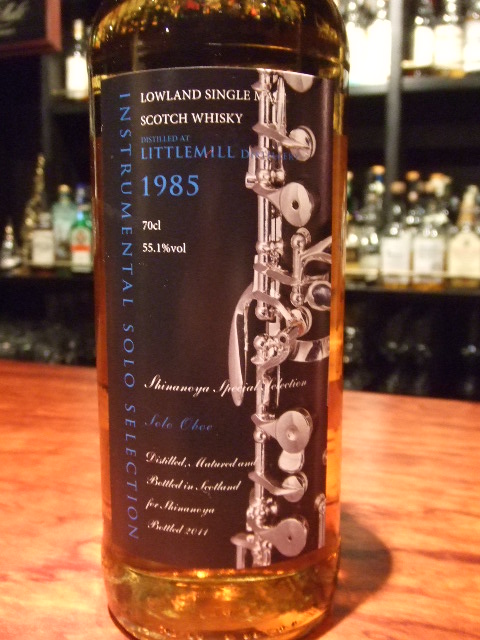 INSTRUMENTAL SOLO SELECTION
LOWLAND SINGLE
SCOTCH WHISKY
DISTILLED AT
LITTLEMILL
1985
70cl
55.1%vol
Shinanoya Special Selection
Solo Oboe
Distilled, Matured and
Bottled in Scotland
for Shinanoya
Bottled 2011